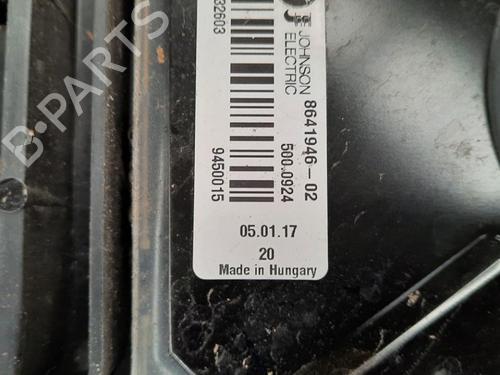 JOHNSON
ELECTRIC
8641946-02
500.0924
9450015
32603
05.01.17
20
Made in Hungary
B-Parts